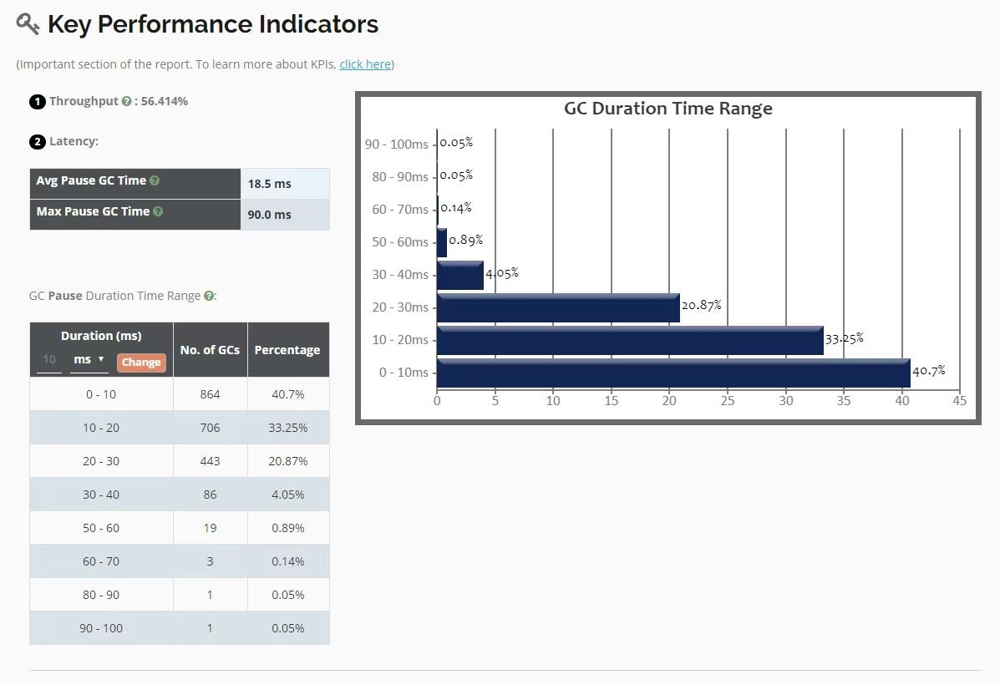 Key Performance Indicators
(Important section of the report. To learn more about KPIs, click here)
1 Throughput ? : 56.414%
2 Latency:
Avg Pause GC Time ? 18.5 ms
Max Pause GC Time ? 90.0 ms
GC Pause Duration Time Range ?:
Duration (ms) No. of GCs Percentage
10 ms ▼ Change
0 - 10 864 40.7%
10 - 20 706 33.25%
20 - 30 443 20.87%
30 - 40 86 4.05%
50 - 60 19 0.89%
60 - 70 3 0.14%
80 - 90 1 0.05%
90 - 100 1 0.05%
GC Duration Time Range
90 - 100ms 0.05%
80 - 90ms 0.05%
60 - 70ms 0.14%
50 - 60ms 0.89%
30 - 40ms 4.05%
20 - 30ms 20.87%
10 - 20ms 33.25%
0 - 10ms 40.7%
0 5 10 15 20 25 30 35 40 45